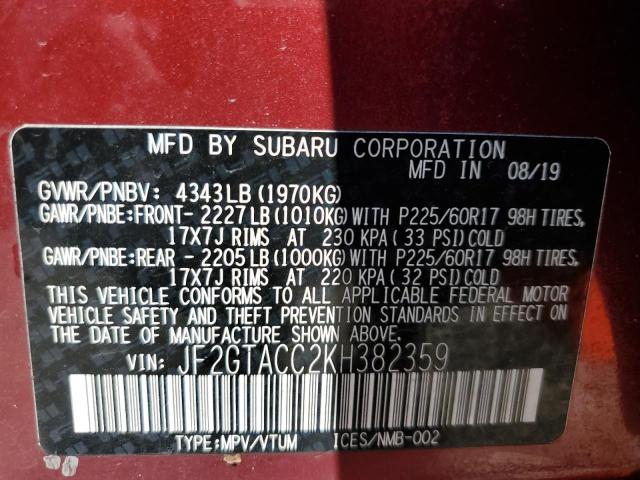 MFD BY SUBARU CORPORATION
MFD IN 08/19
GVWR/PNBV: 4343LB (1970KG)
GAWR/PNBE:FRONT- 2227LB(1010KG)WITH P225/60R17 98H TIRES,
17X7J RIMS AT 230 KPA (33 PSI)COLD
GAWR/PNBE:REAR - 2205LB(1000KG)WITH P225/60R17 98H TIRES,
17X7J RIMS AT 220 KPA (32 PSI)COLD
THIS VEHICLE CONFORMS TO ALL APPLICABLE FEDERAL MOTOR
VEHICLE SAFETY AND THEFT PREVENTION STANDARDS IN EFFECT ON
THE DATE OF MANUFACTURE SHOWN ABOVE.
VIN: JF2GTACC2KH382359
TYPE:MPV/VTUM ICES/NMB-002